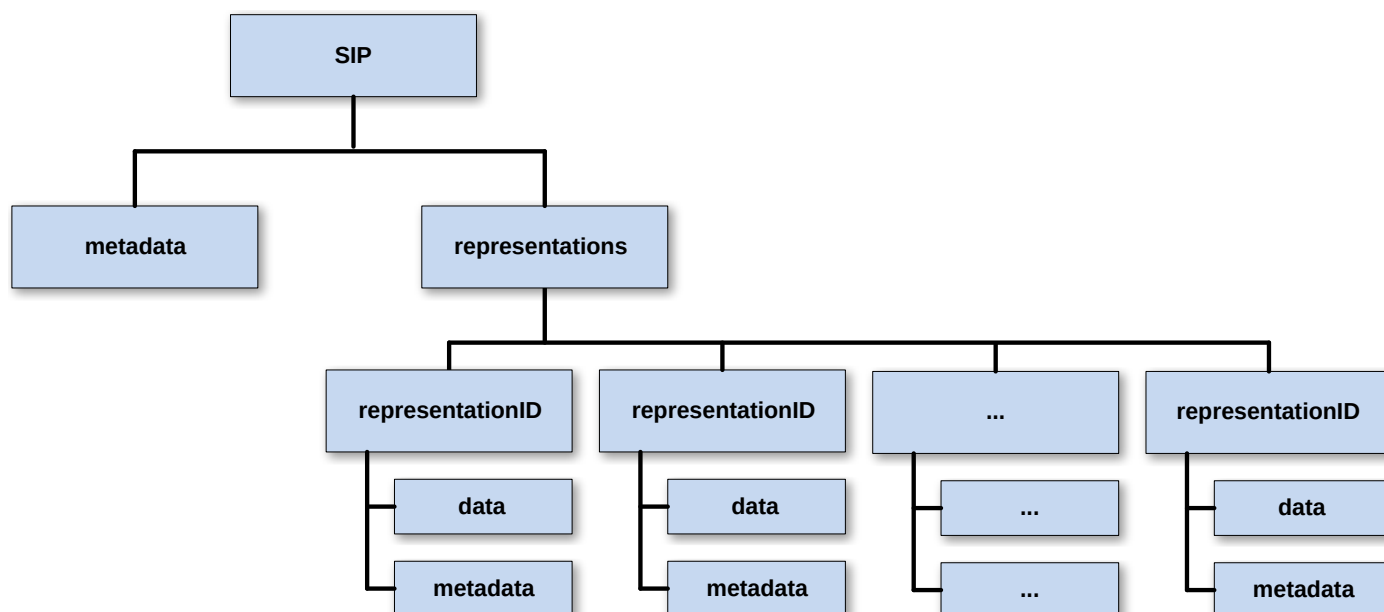 SIP
metadata
representations
representationID
representationID
...
representationID
data
data
...
data
metadata
metadata
...
metadata